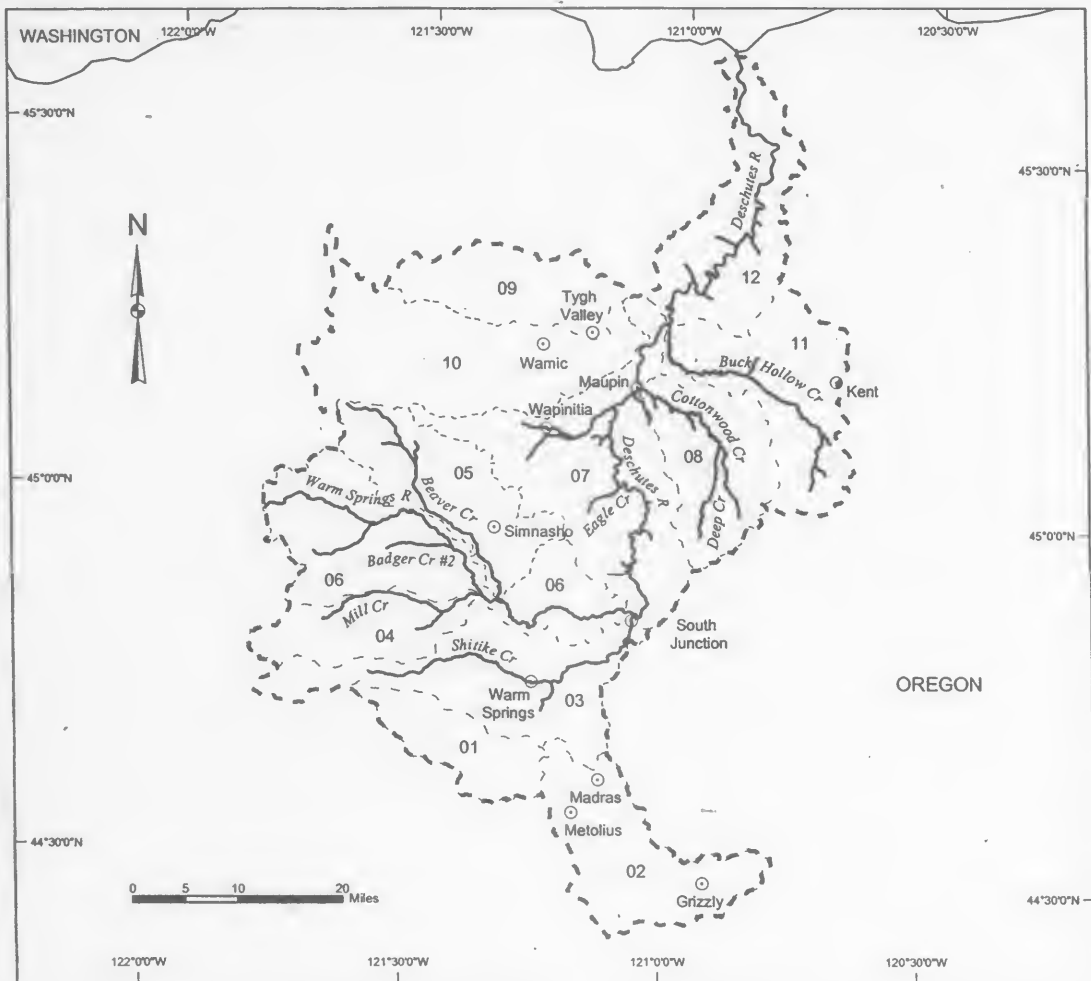 122°0'0"W
121°30'0"W
121°0'0"W
120°30'0"W
WASHINGTON
45°30'0"N
45°30'0"N
N
Deschutes R
09
12
Tygh
Valley
Wamic
10
11
Buck Hollow Cr
Kent
Maupin
Wapinitia
Cottonwood Cr
45°0'0"N
05
07
08
Deschutes R
Warm Springs R
Beaver Cr
Simnasho
Eagle Cr
Deep Cr
45°0'0"N
Badger Cr #2
06
06
Mill Cr
04
South
Junction
Shitike Cr
Warm
Springs
03
OREGON
01
Madras
Metolius
44°30'0"N
02
Grizzly
44°30'0"N
0 5 10 20
Miles
122°0'0"W
121°30'0"W
121°0'0"W
120°30'0"W